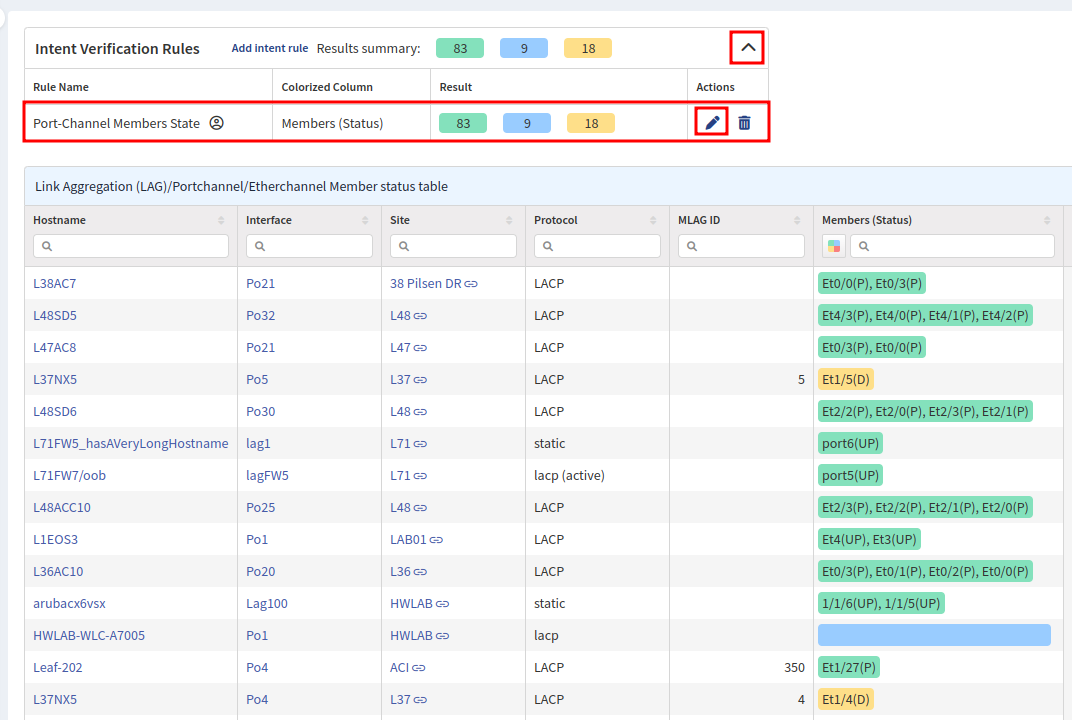 Intent Verification Rules Add intent rule Results summary: 83 9 18
Rule Name Colorized Column Result Actions
Port-Channel Members State Members (Status) 83 9 18
Link Aggregation (LAG)/Portchannel/Etherchannel Member status table
Hostname Interface Site Protocol MLAG ID Members (Status)
L38AC7 Po21 38 Pilsen DR LACP Et0/0(P), Et0/3(P)
L48SD5 Po32 L48 LACP Et4/3(P), Et4/0(P), Et4/1(P), Et4/2(P)
L47AC8 Po21 L47 LACP Et0/3(P), Et0/0(P)
L37NX5 Po5 L37 LACP 5 Et1/5(D)
L48SD6 Po30 L48 LACP Et2/2(P), Et2/0(P), Et2/3(P), Et2/1(P)
L71FW5_hasAVeryLongHostname lag1 L71 static port6(UP)
L71FW7/oob lagFW5 L71 lacp (active) port5(UP)
L48ACC10 Po25 L48 LACP Et2/3(P), Et2/2(P), Et2/1(P), Et2/0(P)
L1EOS3 Po1 LAB01 LACP Et4(UP), Et3(UP)
L36AC10 Po20 L36 LACP Et0/3(P), Et0/1(P), Et0/2(P), Et0/0(P)
arubacx6vsx Lag100 HWLAB static 1/1/6(UP), 1/1/5(UP)
HWLAB-WLC-A7005 Po1 HWLAB lacp
Leaf-202 Po4 ACI LACP 350 Et1/27(P)
L37NX5 Po4 L37 LACP 4 Et1/4(D)